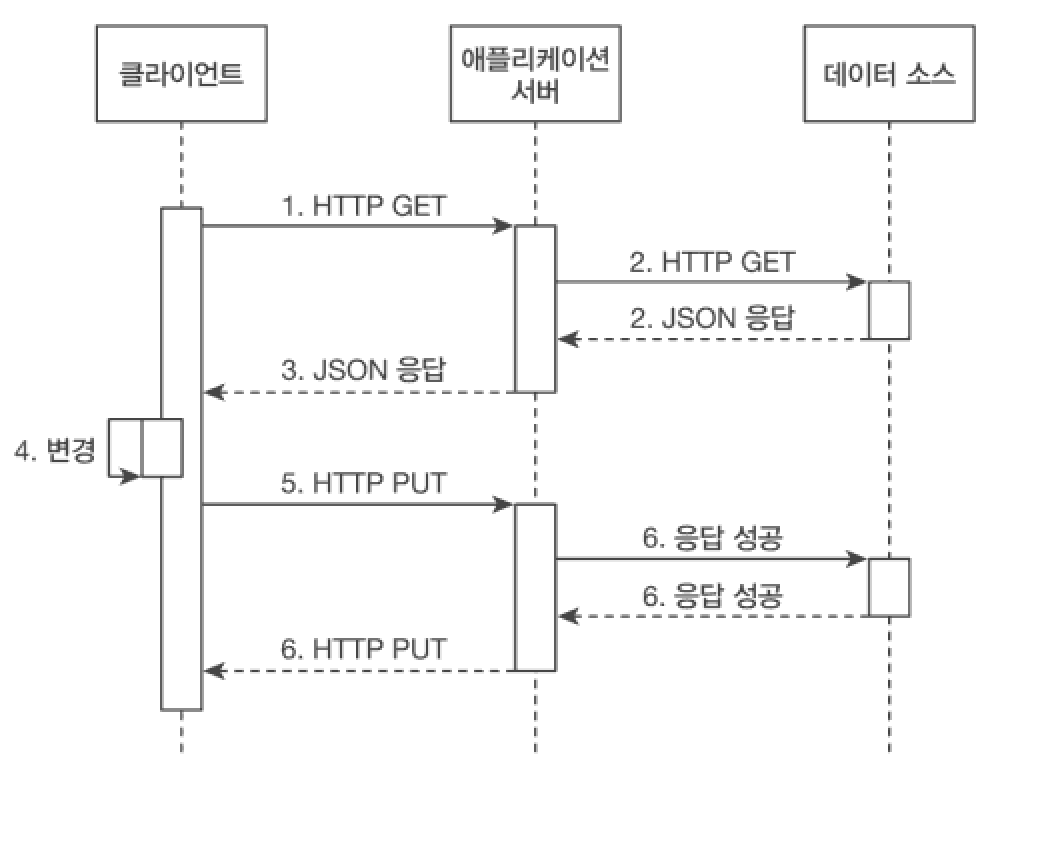 클라이언트
애플리케이션
서버
데이터 소스
1. HTTP GET
2. HTTP GET
2. JSON 응답
3. JSON 응답
4. 변경
5. HTTP PUT
6. 응답 성공
6. 응답 성공
6. HTTP PUT